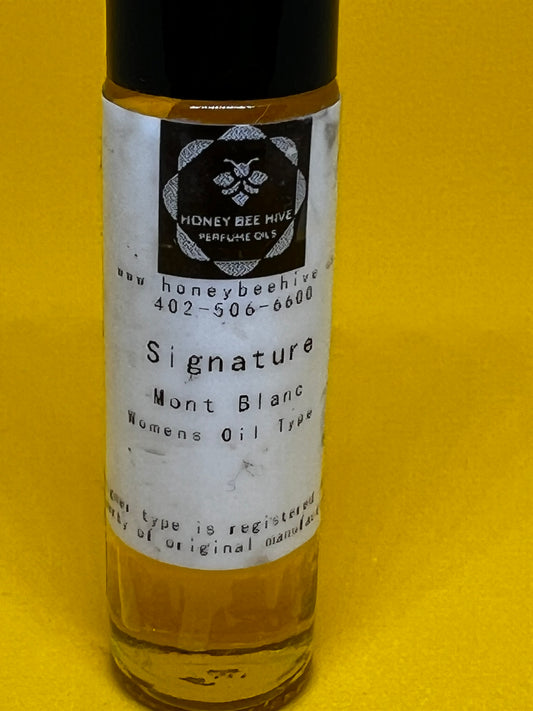 HONEY BEE HIVE
PERFUME OILS
www honeybeehive
402-506-6600
Signature
Mont Blanc
Womens Oil Type
type is registered
of original